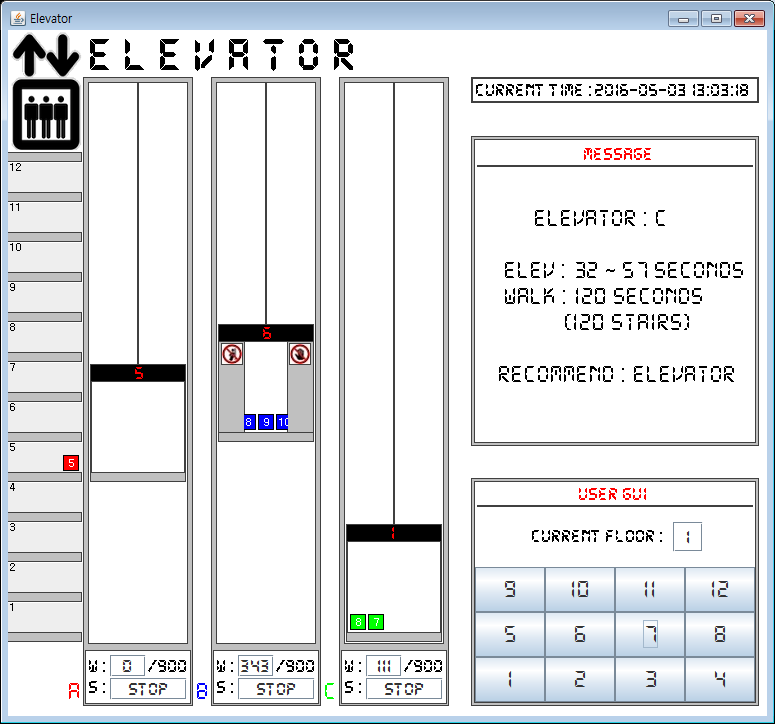 Elevator
ELEVATOR
CURRENT TIME : 2016-05-03 13:03:18
MESSAGE
ELEVATOR : C
ELEV : 32 ~ 57 SECONDS
WALK : 120 SECONDS
(120 STAIRS)
RECOMMEND : ELEVATOR
12
11
10
9
8
7
6
5
4
3
2
1
5
5
6
8 9 10
1
6 7
USER GUI
CURRENT FLOOR : 1
9 10 11 12
5 6 7 8
1 2 3 4
A
W : 0 /900
S : STOP
B
W : 343 /900
S : STOP
C
W : 111 /900
S : STOP